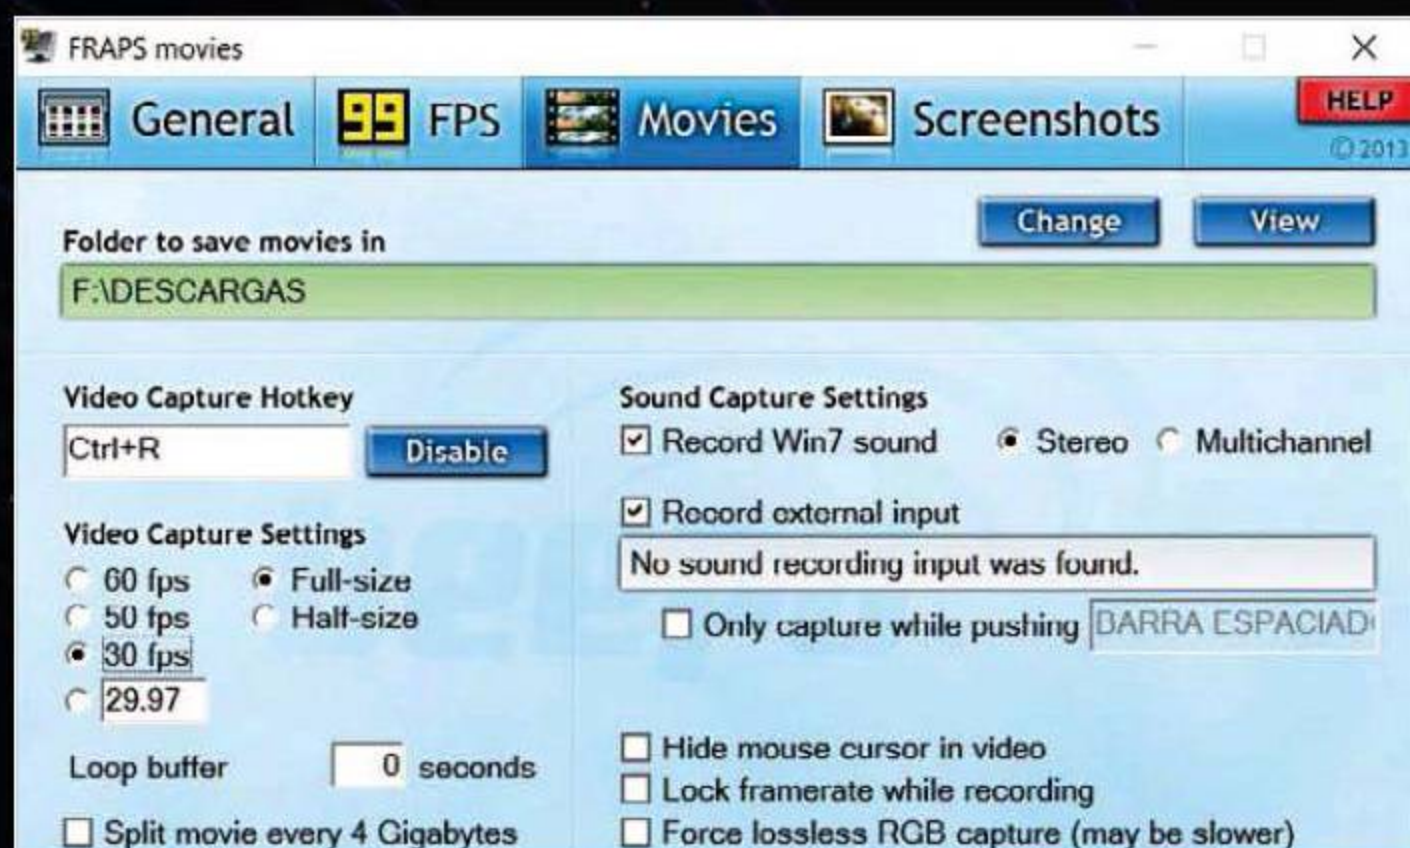 FRAPS movies
General 99 FPS Movies Screenshots HELP
© 2013
Change View
Folder to save movies in
F:\DESCARGAS
Video Capture Hotkey
Ctrl+R Disable
Video Capture Settings
60 fps Full-size
50 fps Half-size
30 fps
29.97
Loop buffer 0 seconds
Split movie every 4 Gigabytes
Sound Capture Settings
Record Win7 sound Stereo Multichannel
Record external input
No sound recording input was found.
Only capture while pushing BARRA ESPACIAD
Hide mouse cursor in video
Lock framerate while recording
Force lossless RGB capture (may be slower)